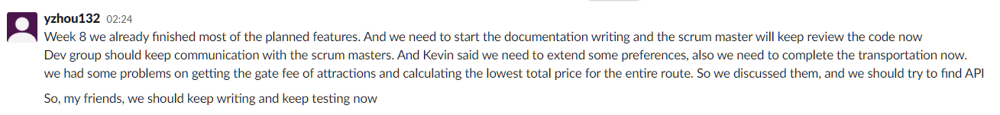 yzhou132 02:24
Week 8 we already finished most of the planned features. And we need to start the documentation writing and the scrum master will keep review the code now
Dev group should keep communication with the scrum masters. And Kevin said we need to extend some preferences, also we need to complete the transportation now.
we had some problems on getting the gate fee of attractions and calculating the lowest total price for the entire route. So we discussed them, and we should try to find API
So, my friends, we should keep writing and keep testing now